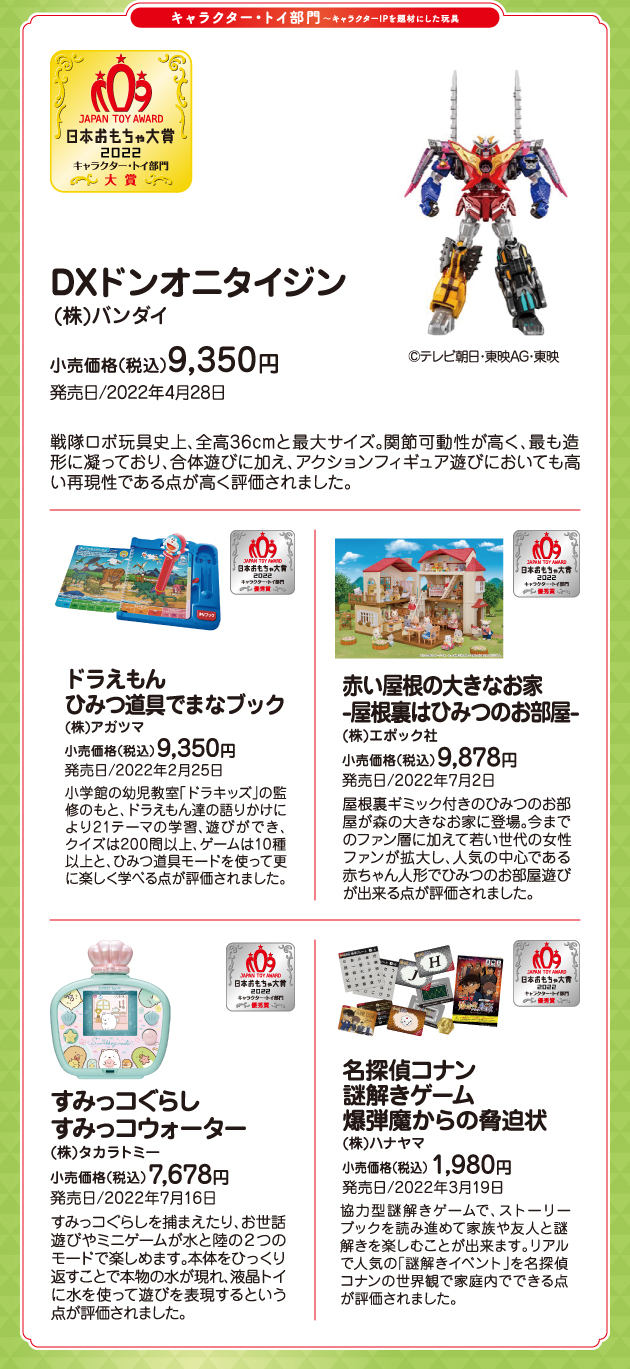 キャラクター・トイ部門〜キャラクターIPを題材にした玩具
JAPAN TOY AWARD
日本おもちゃ大賞
2022
キャラクター・トイ部門
大賞
DXドンオニタイジン
(株)バンダイ
小売価格(税込)9,350円
発売日/2022年4月28日
©テレビ朝日・東映AG・東映
戦隊ロボ玩具史上、全高36cmと最大サイズ。関節可動性が高く、最も造
形に凝っており、合体遊びに加え、アクションフィギュア遊びにおいても高
い再現性である点が高く評価されました。
JAPAN TOY AWARD
日本おもちゃ大賞
2022
キャラクター・トイ部門
優秀賞
ドラえもん
ひみつ道具でまなブック
(株)アガツマ
小売価格(税込)9,350円
発売日/2022年2月25日
小学館の幼児教室「ドラキッズ」の監
修のもと、ドラえもん達の語りかけに
より21テーマの学習、遊びができ、
クイズは200問以上、ゲームは10種
以上と、ひみつ道具モードを使って更
に楽しく学べる点が評価されました。
JAPAN TOY AWARD
日本おもちゃ大賞
2022
キャラクター・トイ部門
優秀賞
赤い屋根の大きなお家
-屋根裏はひみつのお部屋-
(株)エポック社
小売価格(税込)9,878円
発売日/2022年7月2日
屋根裏ギミック付きのひみつのお部
屋が森の大きなお家に登場。今まで
のファン層に加えて若い世代の女性
ファンが拡大し、人気の中心である
赤ちゃん人形でひみつのお部屋遊び
が出来る点が評価されました。
JAPAN TOY AWARD
日本おもちゃ大賞
2022
キャラクター・トイ部門
優秀賞
すみっコぐらし
すみっコウォーター
(株)タカラトミー
小売価格(税込)7,678円
発売日/2022年7月16日
すみっコぐらしを捕まえたり、お世話
遊びやミニゲームが水と陸の2つの
モードで楽しめます。本体をひっくり
返すことで本物の水が現れ、液晶トイ
に水を使って遊びを表現するという
点が評価されました。
JAPAN TOY AWARD
日本おもちゃ大賞
2022
キャラクター・トイ部門
優秀賞
名探偵コナン
謎解きゲーム
爆弾魔からの脅迫状
(株)ハナヤマ
小売価格(税込)1,980円
発売日/2022年3月19日
協力型謎解きゲームで、ストーリー
ブックを読み進めて家族や友人と謎
解きを楽しむことが出来ます。リアル
で人気の「謎解きイベント」を名探偵
コナンの世界観で家庭内でできる点
が評価されました。